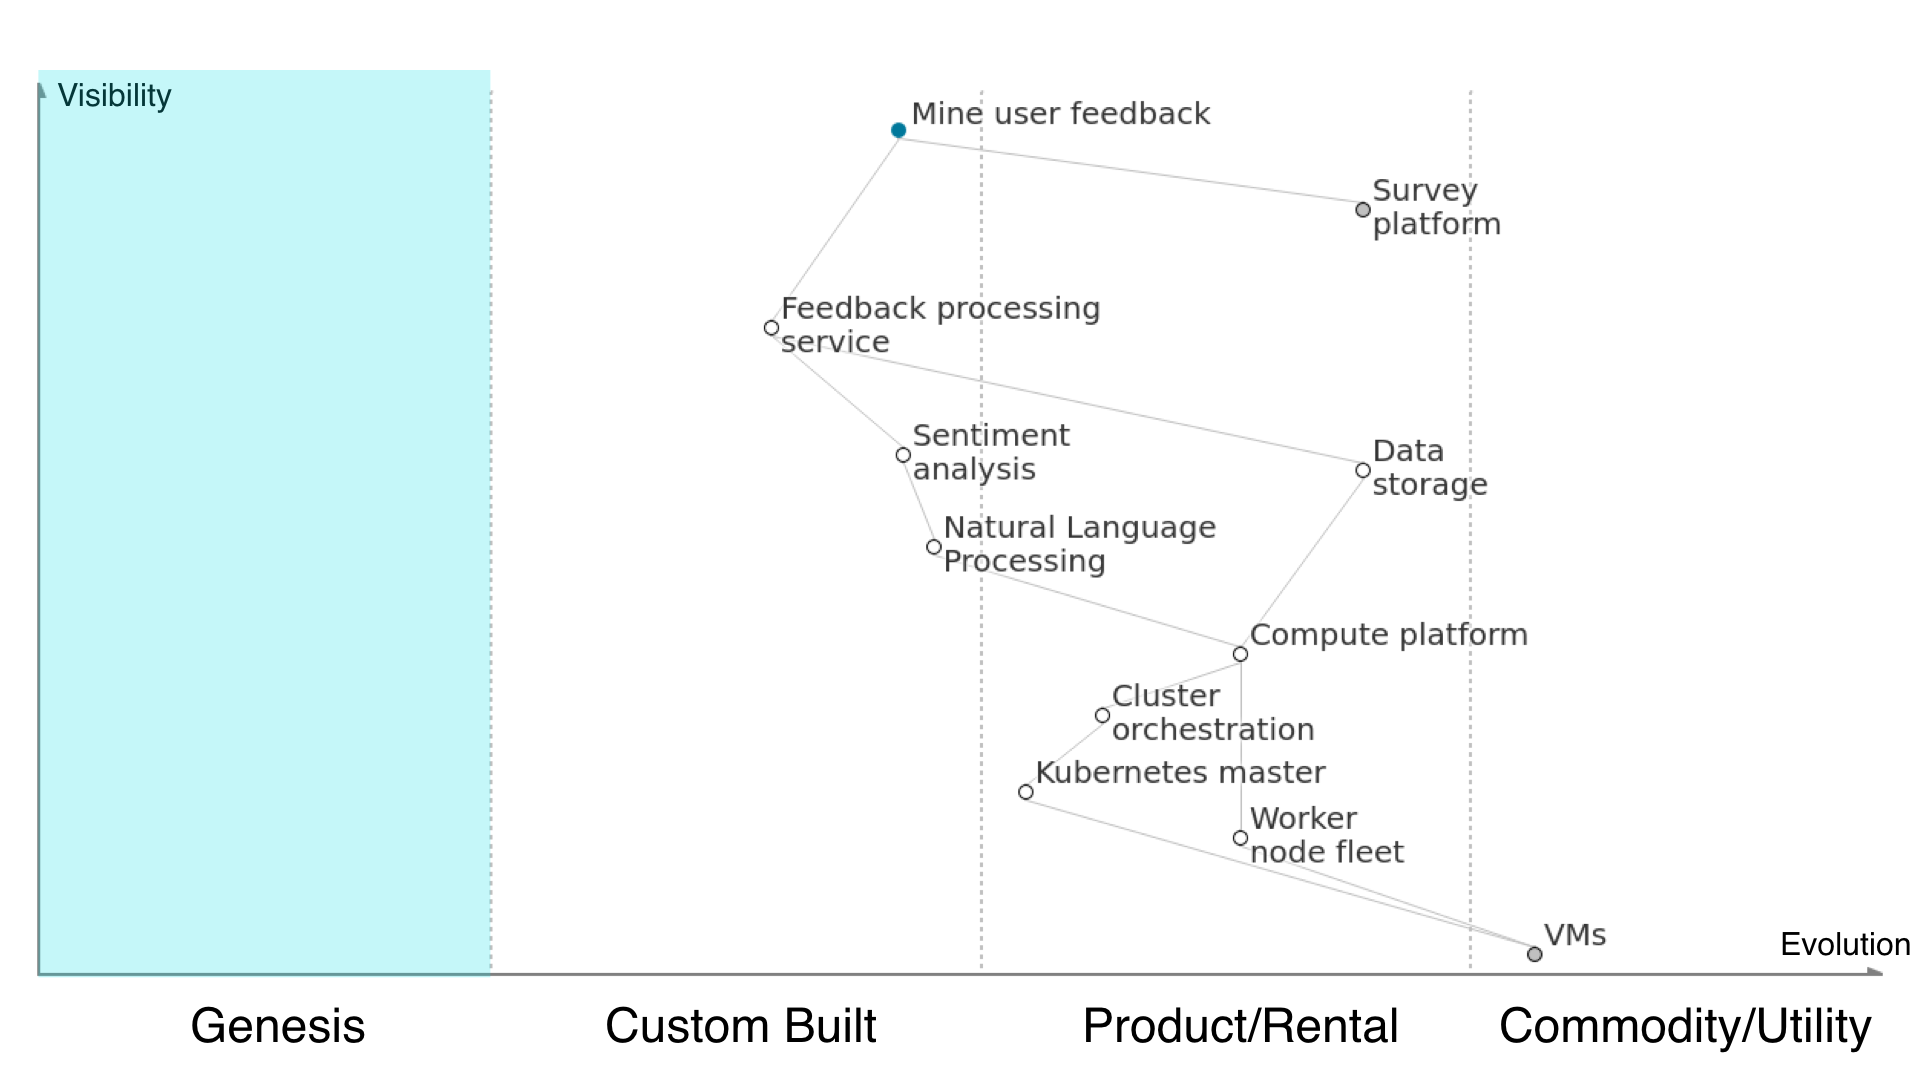 Visibility
Mine user feedback
Survey
platform
Feedback processing
service
Sentiment
analysis
Data
storage
Natural Language
Processing
Compute platform
Cluster
orchestration
Kubernetes master
Worker
node fleet
VMs
Evolution
Genesis
Custom Built
Product/Rental
Commodity/Utility